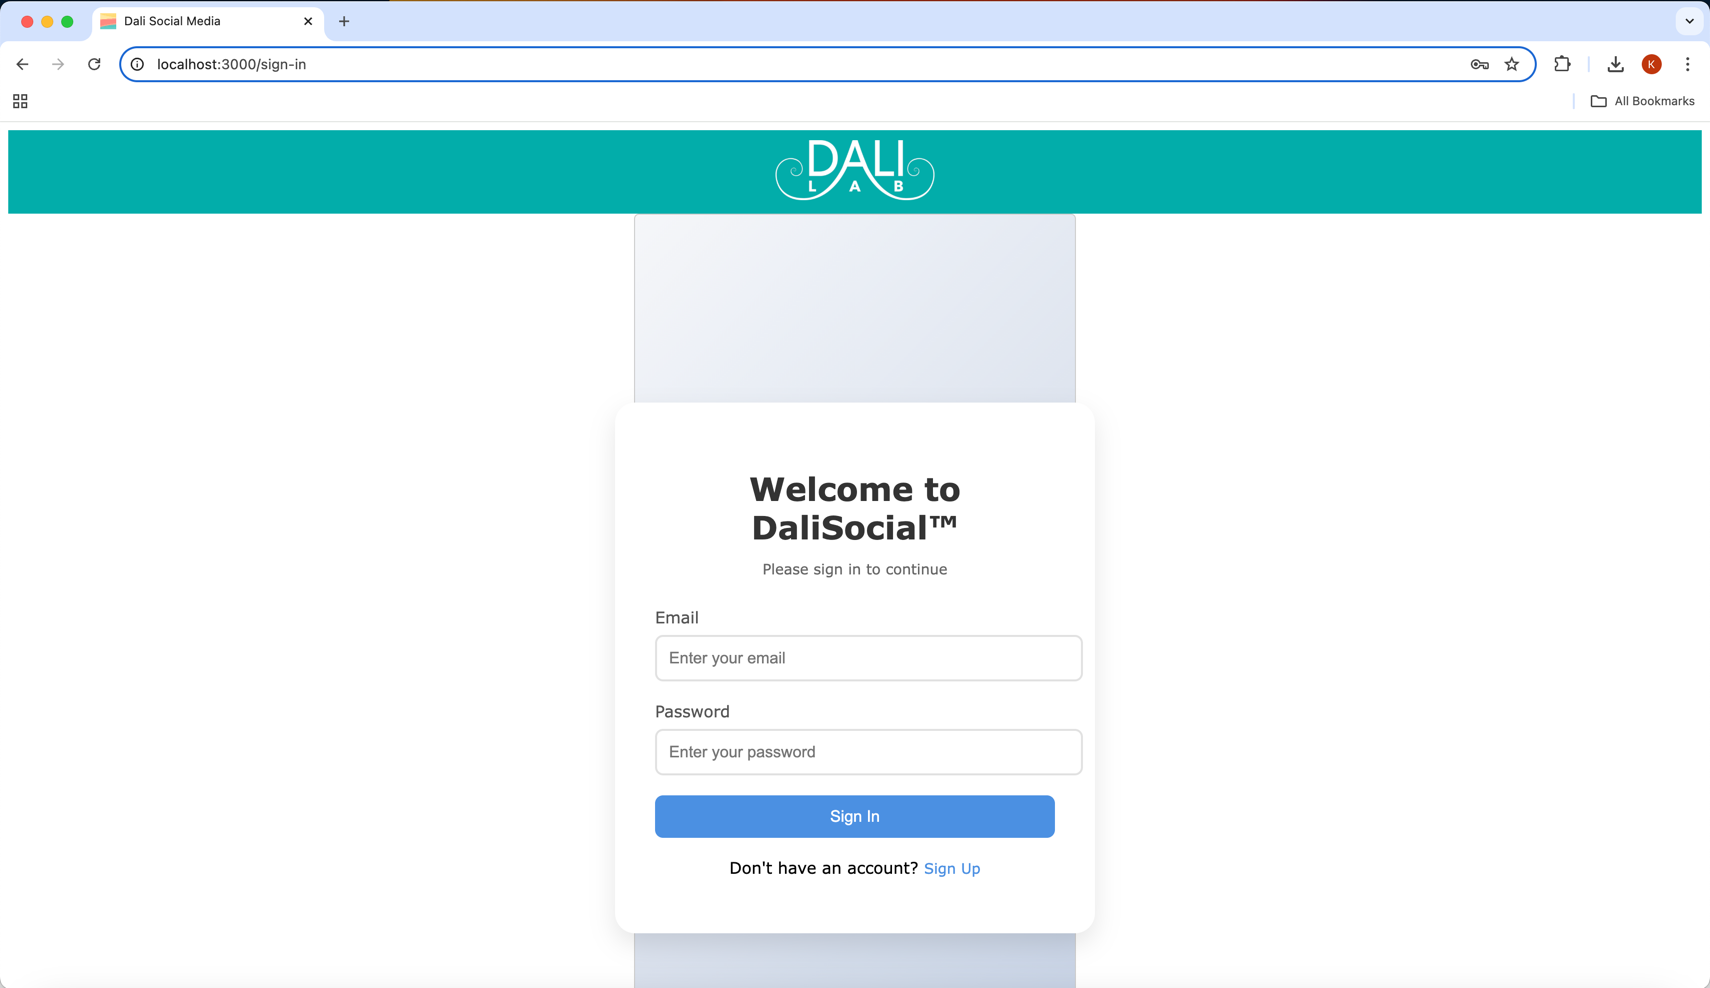 Dali Social Media
localhost:3000/sign-in
K
All Bookmarks
DALI
LAB
Welcome to
DaliSocial™
Please sign in to continue
Email
Enter your email
Password
Enter your password
Sign In
Don't have an account? Sign Up